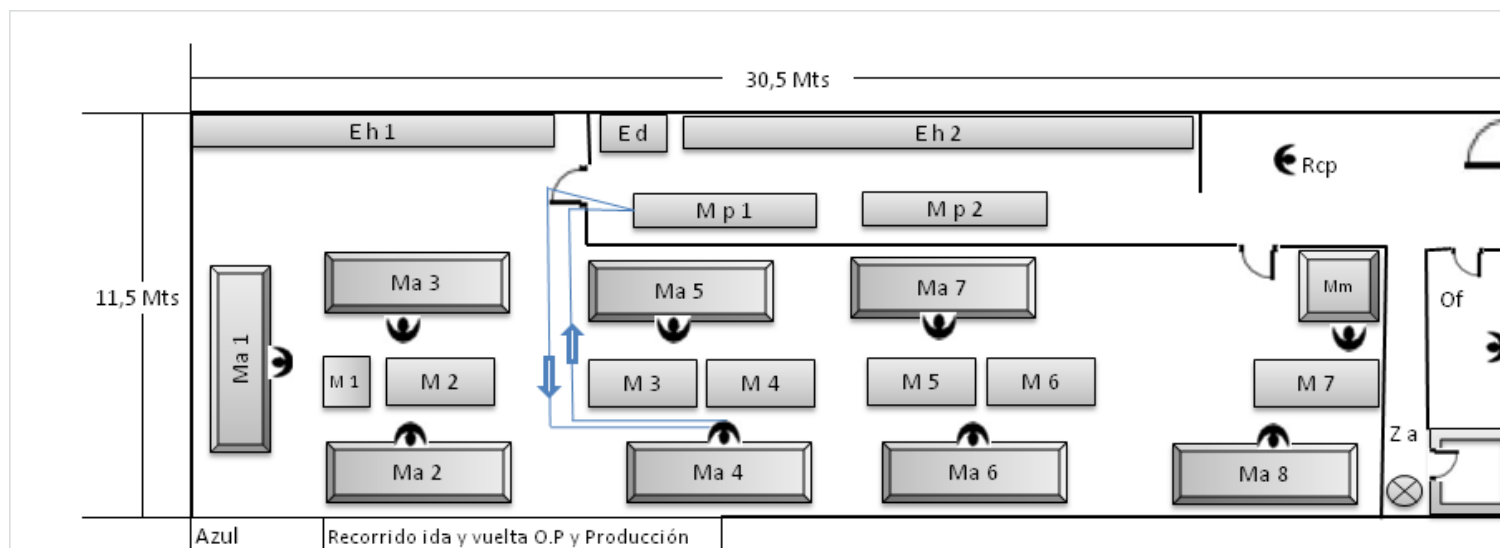 30,5 Mts
E h 1
E d
E h 2
Rcp
M p 1
M p 2
11,5 Mts
Ma 3
Ma 5
Ma 7
Mm
Of
Ma 1
M 1
M 2
M 3
M 4
M 5
M 6
M 7
Z a
Ma 2
Ma 4
Ma 6
Ma 8
Azul
Recorrido ida y vuelta O.P y Producción